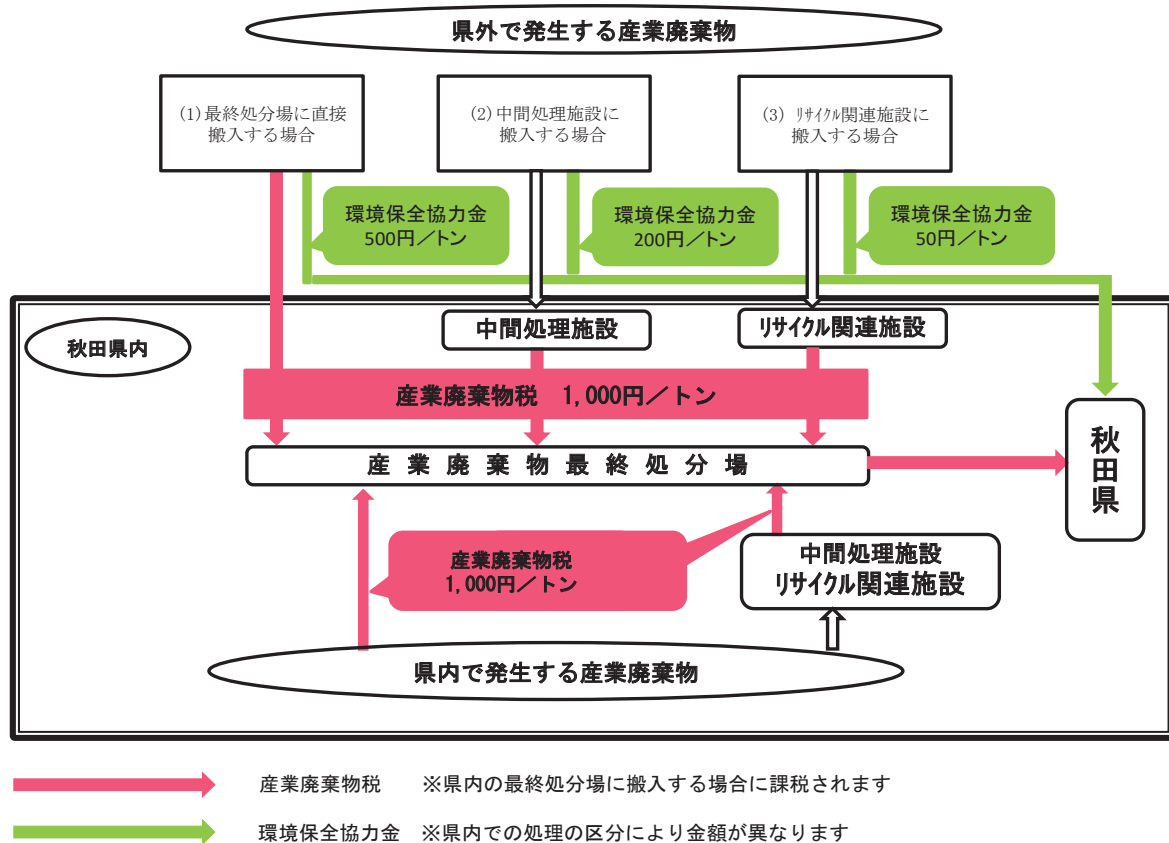 県外で発生する産業廃棄物
(1)最終処分場に直接
搬入する場合
(2)中間処理施設に
搬入する場合
(3) ﾘｻｲｸﾙ関連施設に
搬入する場合
環境保全協力金
500円／トン
環境保全協力金
200円／トン
環境保全協力金
50円／トン
秋田県内
中間処理施設
ﾘｻｲｸﾙ関連施設
産業廃棄物税　1,000円／トン
産 業 廃 棄 物 最 終 処 分 場
秋田県
産業廃棄物税
1,000円／トン
中間処理施設
ﾘｻｲｸﾙ関連施設
県内で発生する産業廃棄物
産業廃棄物税　※県内の最終処分場に搬入する場合に課税されます
環境保全協力金　※県内での処理の区分により金額が異なります